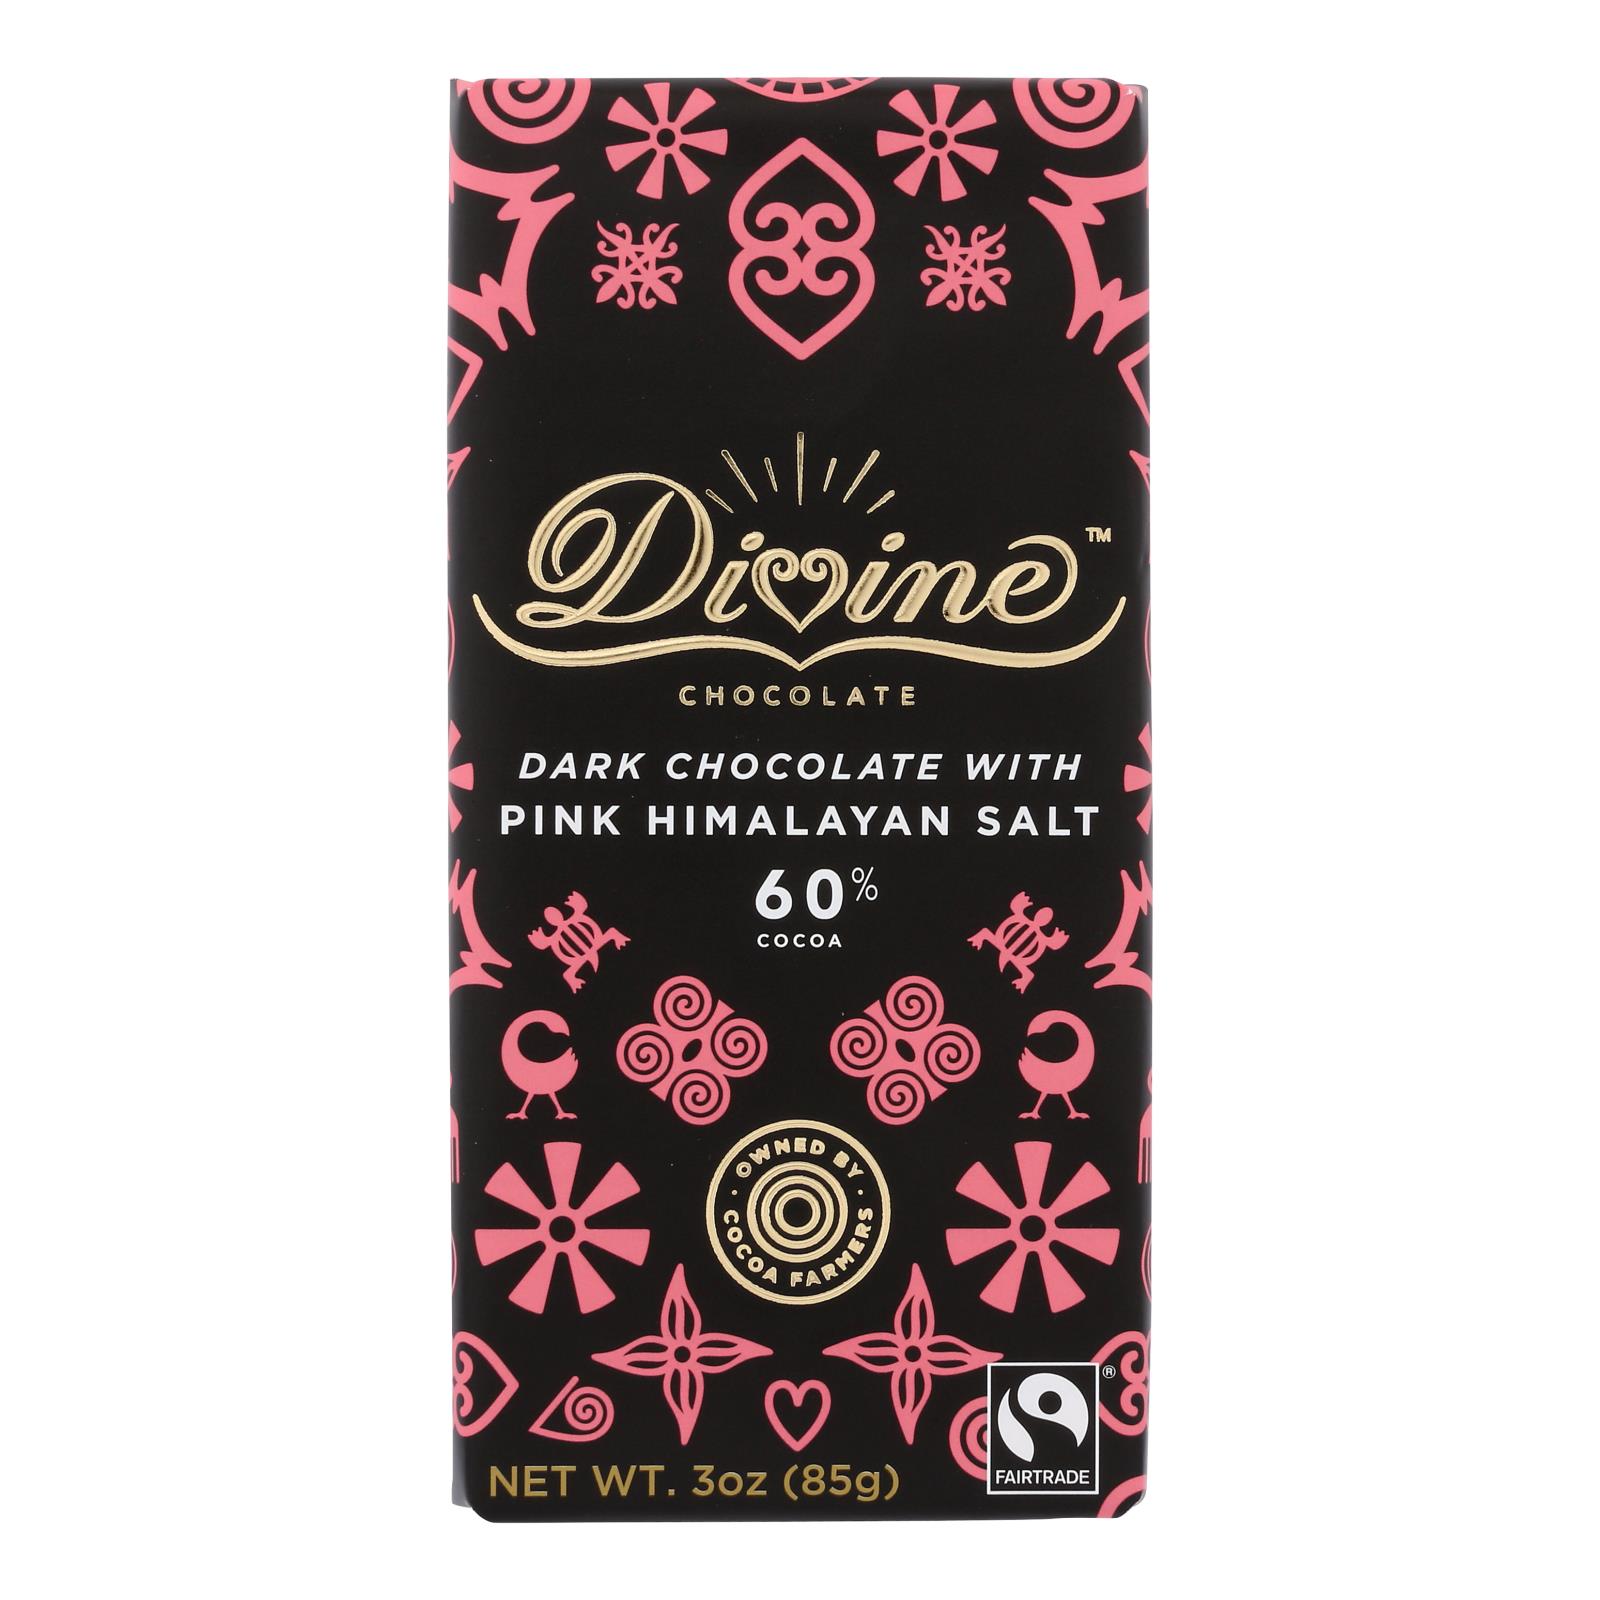 Divine™
CHOCOLATE
DARK CHOCOLATE WITH
PINK HIMALAYAN SALT
60%
COCOA
OWNED BY
· COCOA FARMERS ·
®
FAIRTRADE
NET WT. 3oz (85g)